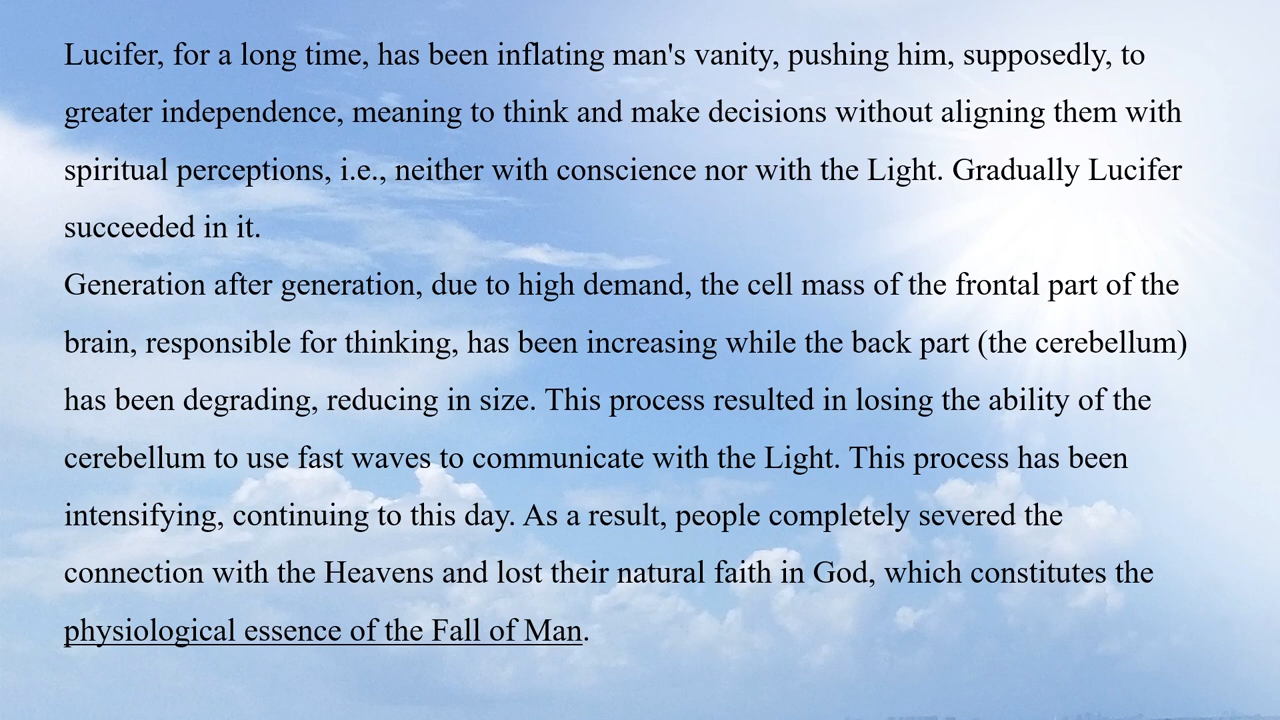 Lucifer, for a long time, has been inflating man's vanity, pushing him, supposedly, to
greater independence, meaning to think and make decisions without aligning them with
spiritual perceptions, i.e., neither with conscience nor with the Light. Gradually Lucifer
succeeded in it.
Generation after generation, due to high demand, the cell mass of the frontal part of the
brain, responsible for thinking, has been increasing while the back part (the cerebellum)
has been degrading, reducing in size. This process resulted in losing the ability of the
cerebellum to use fast waves to communicate with the Light. This process has been
intensifying, continuing to this day. As a result, people completely severed the
connection with the Heavens and lost their natural faith in God, which constitutes the
physiological essence of the Fall of Man.